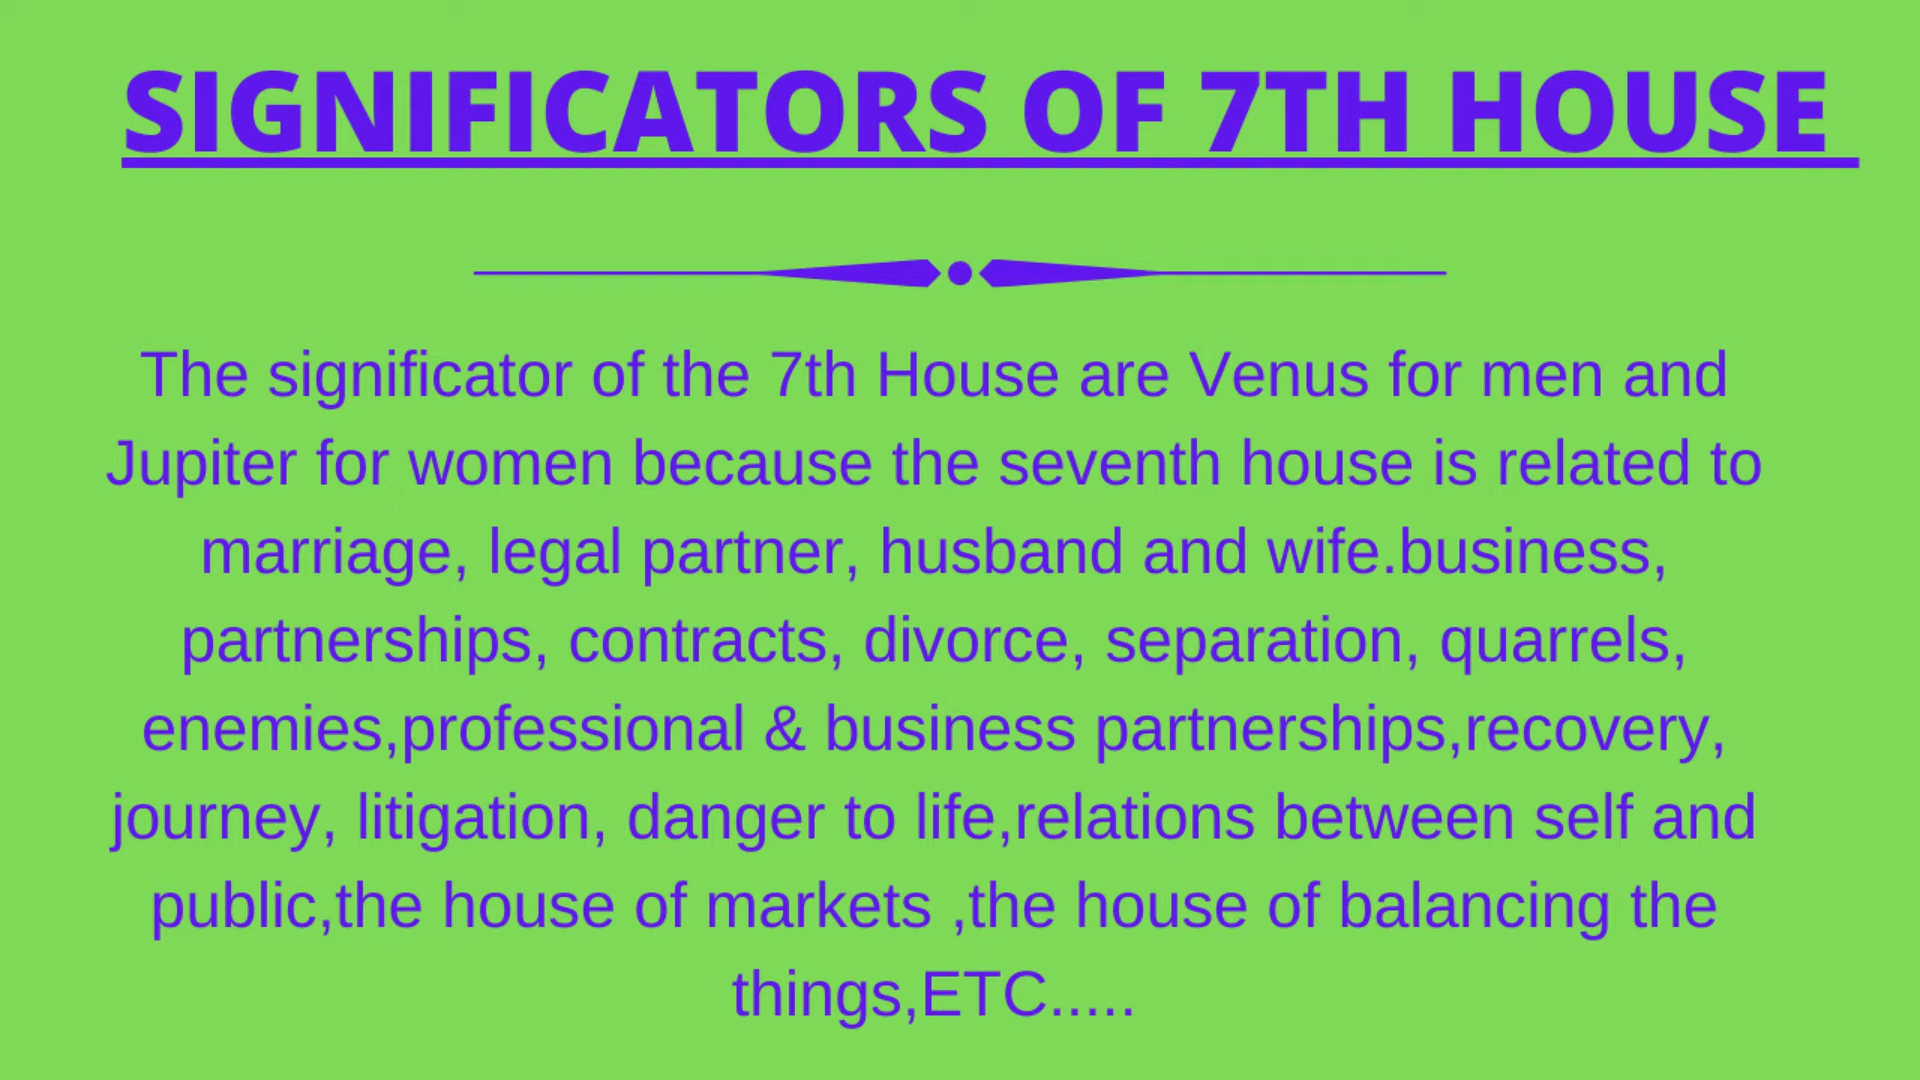 SIGNIFICATORS OF 7TH HOUSE
The significator of the 7th House are Venus for men and
Jupiter for women because the seventh house is related to
marriage, legal partner, husband and wife.business,
partnerships, contracts, divorce, separation, quarrels,
enemies,professional & business partnerships,recovery,
journey, litigation, danger to life,relations between self and
public,the house of markets ,the house of balancing the
things,ETC.....